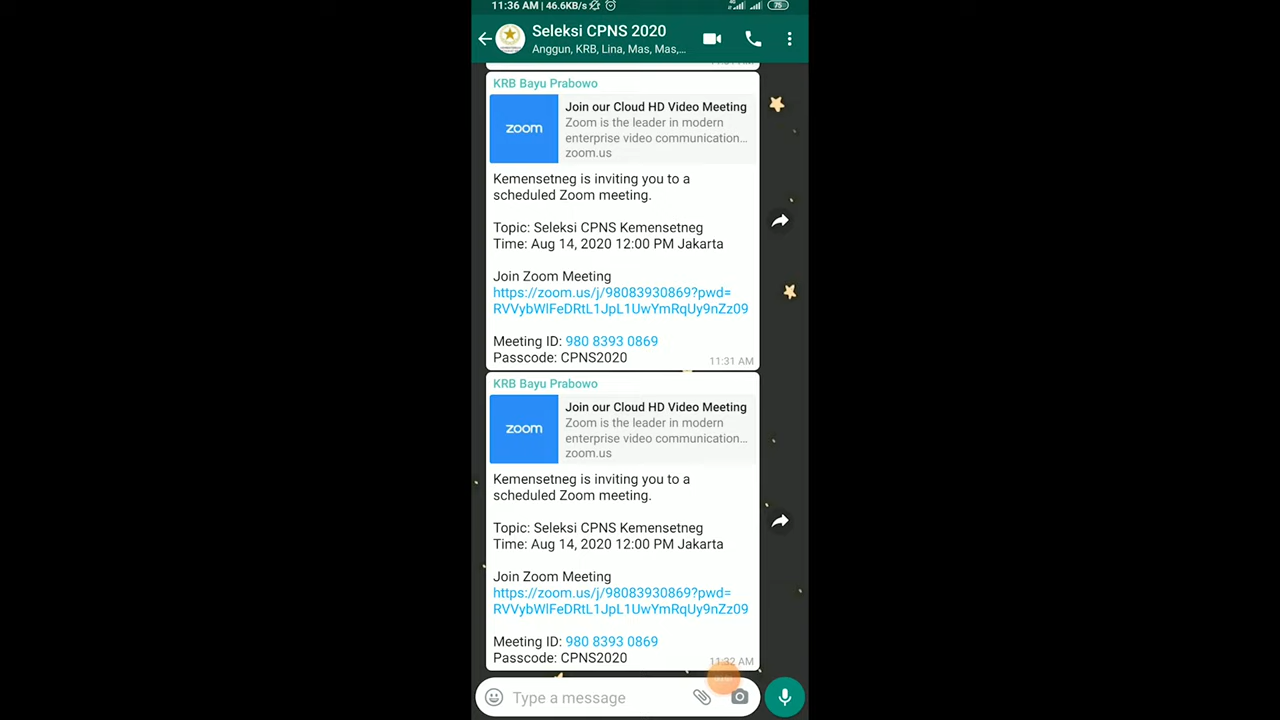 11:36 AM | 46.6KB/s
75
Seleksi CPNS 2020
Anggun, KRB, Lina, Mas, Mas,...
KRB Bayu Prabowo
zoom
Join our Cloud HD Video Meeting
Zoom is the leader in modern
enterprise video communication...
zoom.us
Kemensetneg is inviting you to a
scheduled Zoom meeting.
Topic: Seleksi CPNS Kemensetneg
Time: Aug 14, 2020 12:00 PM Jakarta
Join Zoom Meeting
https://zoom.us/j/98083930869?pwd=
RVVybWlFeDRtL1JpL1UwYmRqUy9nZz09
Meeting ID: 980 8393 0869
Passcode: CPNS2020
11:31 AM
KRB Bayu Prabowo
zoom
Join our Cloud HD Video Meeting
Zoom is the leader in modern
enterprise video communication...
zoom.us
Kemensetneg is inviting you to a
scheduled Zoom meeting.
Topic: Seleksi CPNS Kemensetneg
Time: Aug 14, 2020 12:00 PM Jakarta
Join Zoom Meeting
https://zoom.us/j/98083930869?pwd=
RVVybWlFeDRtL1JpL1UwYmRqUy9nZz09
Meeting ID: 980 8393 0869
Passcode: CPNS2020
11:32 AM
Type a message